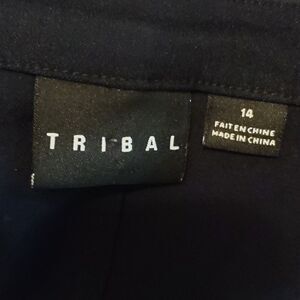 TRIBAL
14
FAIT EN CHINE
MADE IN CHINA